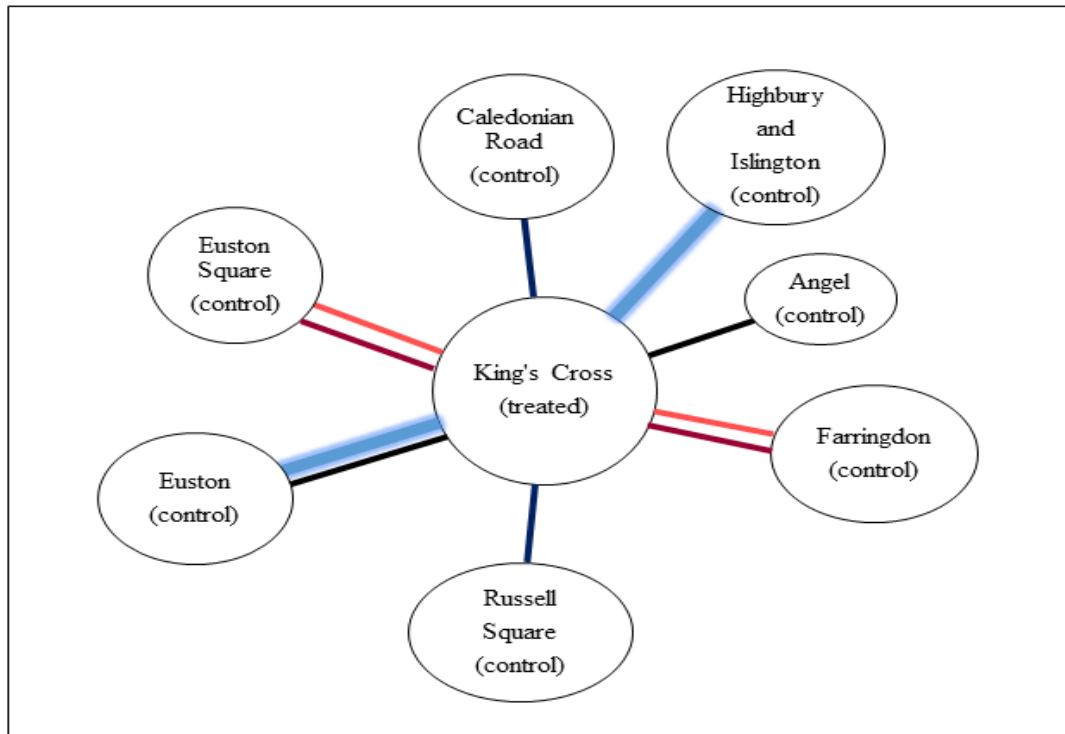 Caledonian
Road
(control)
Highbury
and
Islington
(control)
Euston
Square
(control)
Angel
(control)
King's Cross
(treated)
Farringdon
(control)
Euston
(control)
Russell
Square
(control)